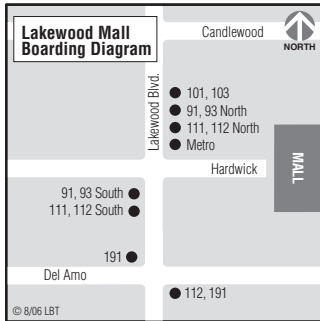 Lakewood Mall
Boarding Diagram
Candlewood
NORTH
Lakewood Blvd.
101, 103
91, 93 North
111, 112 North
Metro
Hardwick
MALL
91, 93 South
111, 112 South
191
Del Amo
112, 191
© 8/06 LBT